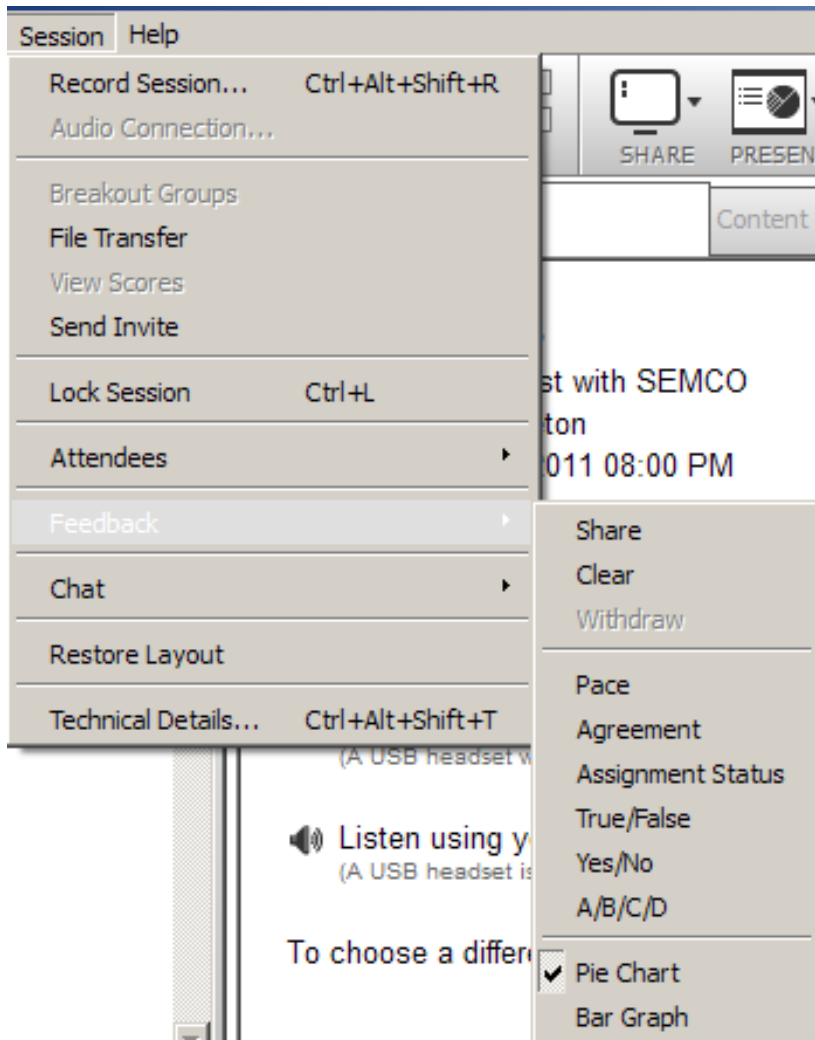 Session Help
Record Session... Ctrl+Alt+Shift+R
Audio Connection...
Breakout Groups
File Transfer
View Scores
Send Invite
Lock Session Ctrl+L
Attendees
Feedback
Chat
Restore Layout
Technical Details... Ctrl+Alt+Shift+T
SHARE PRESEN
Content
st with SEMCO
ton
011 08:00 PM
Share
Clear
Withdraw
Pace
Agreement
Assignment Status
True/False
Yes/No
A/B/C/D
Pie Chart
Bar Graph
(A USB headset w
Listen using y
(A USB headset is
To choose a differ